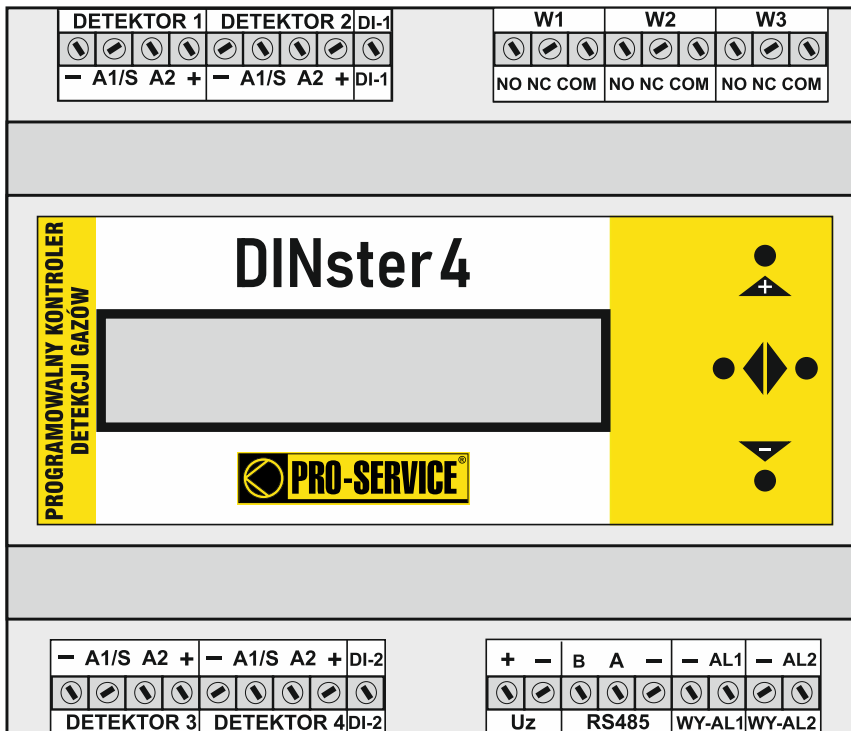 DETEKTOR 1 DETEKTOR 2 DI-1
− A1/S A2 + − A1/S A2 + DI-1
W1 W2 W3
NO NC COM NO NC COM NO NC COM
PROGRAMOWALNY KONTROLER
DETEKCJI GAZÓW
DINster 4
+
-
PRO-SERVICE®
− A1/S A2 + − A1/S A2 + DI-2
DETEKTOR 3 DETEKTOR 4 DI-2
+ − B A − − AL1 − AL2
Uz RS485 WY-AL1 WY-AL2